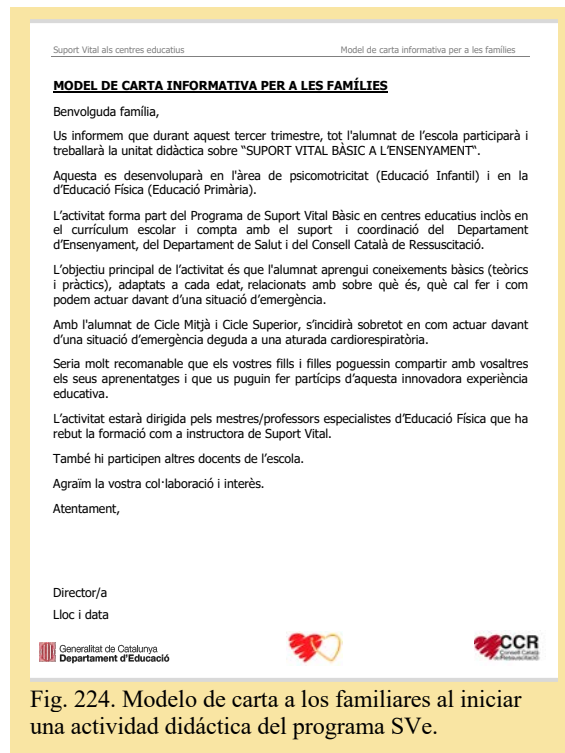 Suport Vital als centres educatius Model de carta informativa per a les famílies
MODEL DE CARTA INFORMATIVA PER A LES FAMÍLIES
Benvolguda família,
Us informem que durant aquest tercer trimestre, tot l'alumnat de l'escola participarà i
treballarà la unitat didàctica sobre "SUPORT VITAL BÀSIC A L'ENSENYAMENT".
Aquesta es desenvoluparà en l'àrea de psicomotricitat (Educació Infantil) i en la
d'Educació Física (Educació Primària).
L'activitat forma part del Programa de Suport Vital Bàsic en centres educatius inclòs en
el currículum escolar i compta amb el suport i coordinació del Departament
d'Ensenyament, del Departament de Salut i del Consell Català de Ressuscitació.
L'objectiu principal de l'activitat és que l'alumnat aprengui coneixements bàsics (teòrics
i pràctics), adaptats a cada edat, relacionats amb sobre què és, què cal fer i com
podem actuar davant d'una situació d'emergència.
Amb l'alumnat de Cicle Mitjà i Cicle Superior, s'incidirà sobretot en com actuar davant
d'una situació d'emergència deguda a una aturada cardiorespiratòria.
Seria molt recomanable que els vostres fills i filles poguessin compartir amb vosaltres
els seus aprenentatges i que us puguin fer partícips d'aquesta innovadora experiència
educativa.
L'activitat estarà dirigida pels mestres/professors especialistes d'Educació Física que ha
rebut la formació com a instructora de Suport Vital.
També hi participen altres docents de l'escola.
Agraïm la vostra col·laboració i interès.
Atentament,
Director/a
Lloc i data
Generalitat de Catalunya
Departament d'Educació
CCR
Consell Català
de Ressuscitació
Fig. 224. Modelo de carta a los familiares al iniciar
una actividad didáctica del programa SVe.